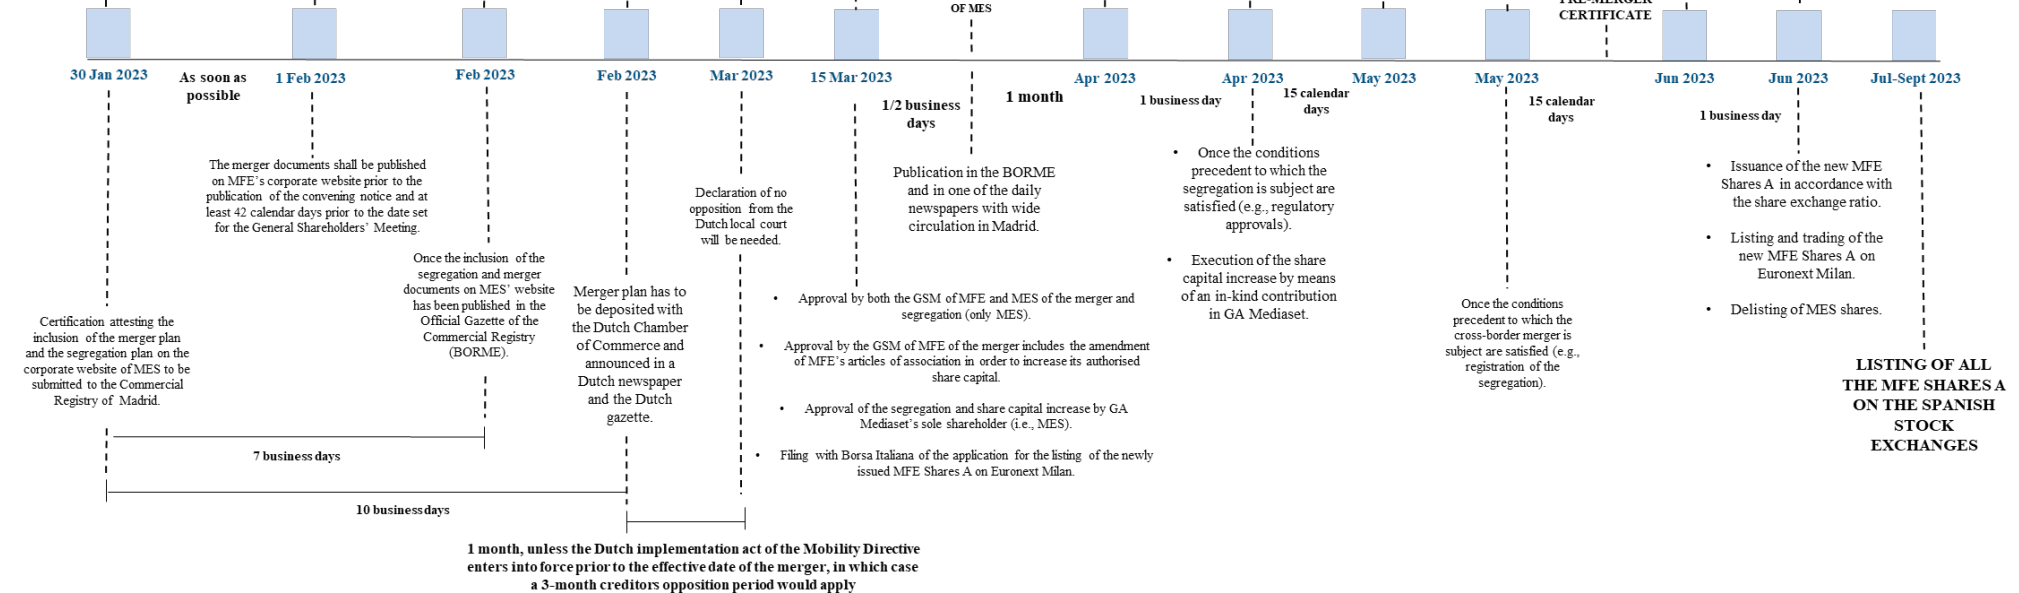 OF MES
PRE-MERGER
CERTIFICATE
30 Jan 2023
As soon as
possible
1 Feb 2023
Feb 2023
Feb 2023
Mar 2023
15 Mar 2023
1/2 business
days
1 month
Apr 2023
1 business day
Apr 2023
15 calendar
days
May 2023
May 2023
15 calendar
days
Jun 2023
1 business day
Jun 2023
Jul-Sept 2023
Certification attesting the
inclusion of the merger plan
and the segregation plan on the
corporate website of MES to be
submitted to the Commercial
Registry of Madrid.
The merger documents shall be published
on MFE's corporate website prior to the
publication of the convening notice and at
least 42 calendar days prior to the date set
for the General Shareholders' Meeting.
Once the inclusion of the
segregation and merger
documents on MES' website
has been published in the
Official Gazette of the
Commercial Registry
(BORME).
Merger plan has to
be deposited with
the Dutch Chamber
of Commerce and
announced in a
Dutch newspaper
and the Dutch
gazette.
Declaration of no
opposition from the
Dutch local court
will be needed.
• Approval by both the GSM of MFE and MES of the merger and
segregation (only MES).
• Approval by the GSM of MFE of the merger includes the amendment
of MFE's articles of association in order to increase its authorised
share capital.
• Approval of the segregation and share capital increase by GA
Mediaset's sole shareholder (i.e., MES).
• Filing with Borsa Italiana of the application for the listing of the newly
issued MFE Shares A on Euronext Milan.
Publication in the BORME
and in one of the daily
newspapers with wide
circulation in Madrid.
• Once the conditions
precedent to which the
segregation is subject are
satisfied (e.g., regulatory
approvals).
• Execution of the share
capital increase by means
of an in-kind contribution
in GA Mediaset.
Once the conditions
precedent to which the
cross-border merger is
subject are satisfied (e.g.,
registration of the
segregation).
• Issuance of the new MFE
Shares A in accordance with
the share exchange ratio.
• Listing and trading of the
new MFE Shares A on
Euronext Milan.
• Delisting of MES shares.
LISTING OF ALL
THE MFE SHARES A
ON THE SPANISH
STOCK
EXCHANGES
7 business days
10 business days
1 month, unless the Dutch implementation act of the Mobility Directive
enters into force prior to the effective date of the merger, in which case
a 3-month creditors opposition period would apply